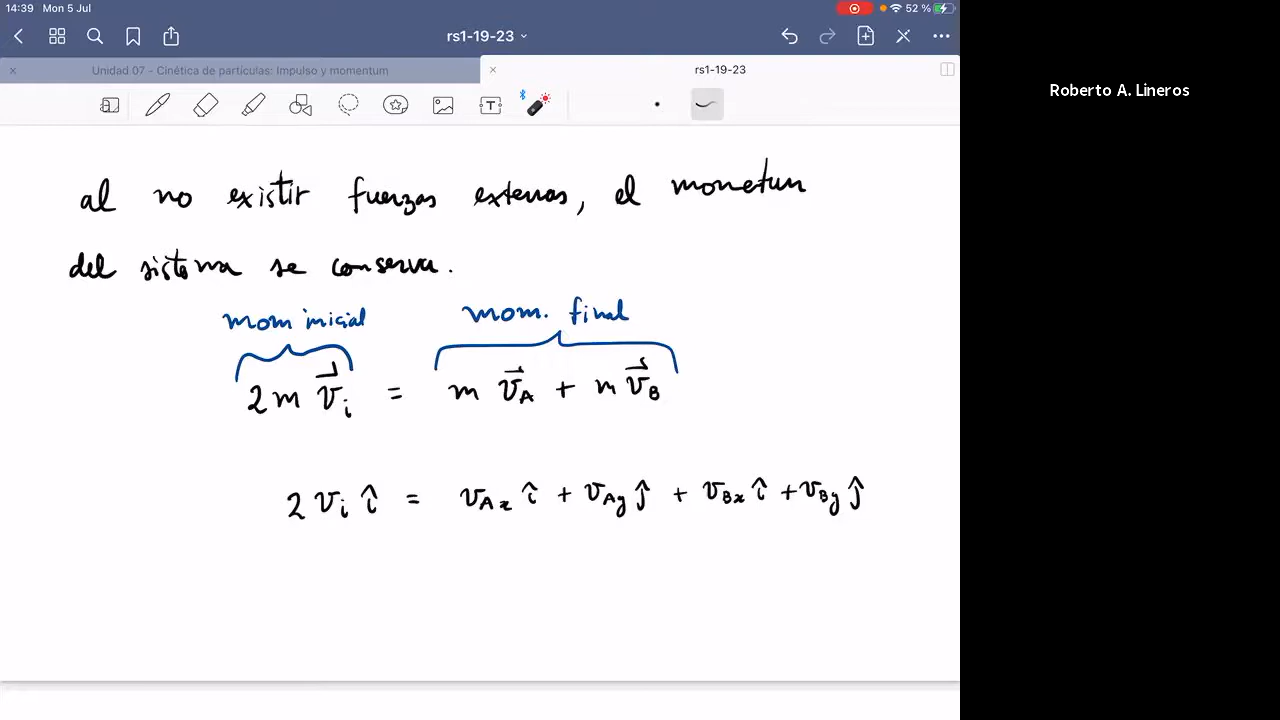 14:39 Mon 5 Jul
52 %
rs1-19-23
Unidad 07 - Cinética de partículas: Impulso y momentum
rs1-19-23
Roberto A. Lineros
al no existir fuerzas externas, el monetum
del sistema se conserva.
mom inicial mom. final
2m v⃗ᵢ = m v⃗_A + m v⃗_B
2 vᵢ î = v_Ax î + v_Ay ĵ + v_Bx î + v_By ĵ